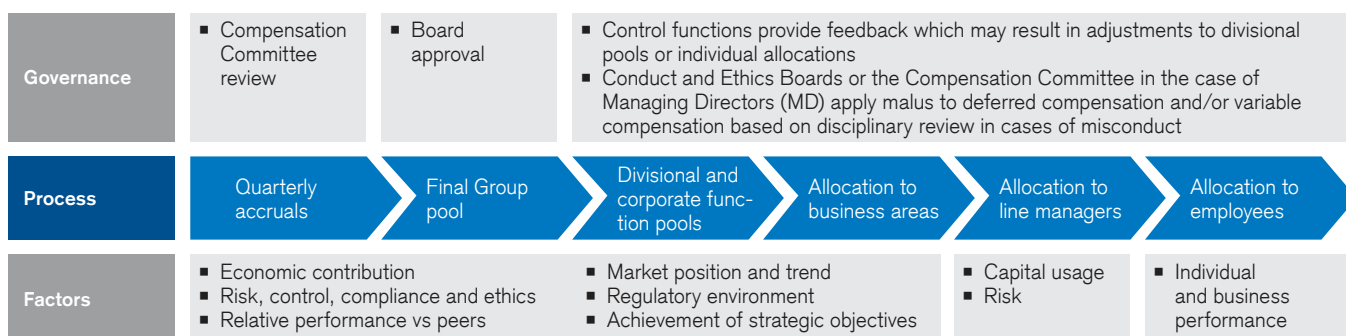 Governance
▪ Compensation
Committee
review
▪ Board
approval
▪ Control functions provide feedback which may result in adjustments to divisional
pools or individual allocations
▪ Conduct and Ethics Boards or the Compensation Committee in the case of
Managing Directors (MD) apply malus to deferred compensation and/or variable
compensation based on disciplinary review in cases of misconduct
Process
Quarterly
accruals
Final Group
pool
Divisional and
corporate func-
tion pools
Allocation to
business areas
Allocation to
line managers
Allocation to
employees
Factors
▪ Economic contribution
▪ Risk, control, compliance and ethics
▪ Relative performance vs peers
▪ Market position and trend
▪ Regulatory environment
▪ Achievement of strategic objectives
▪ Capital usage
▪ Risk
▪ Individual
and business
performance